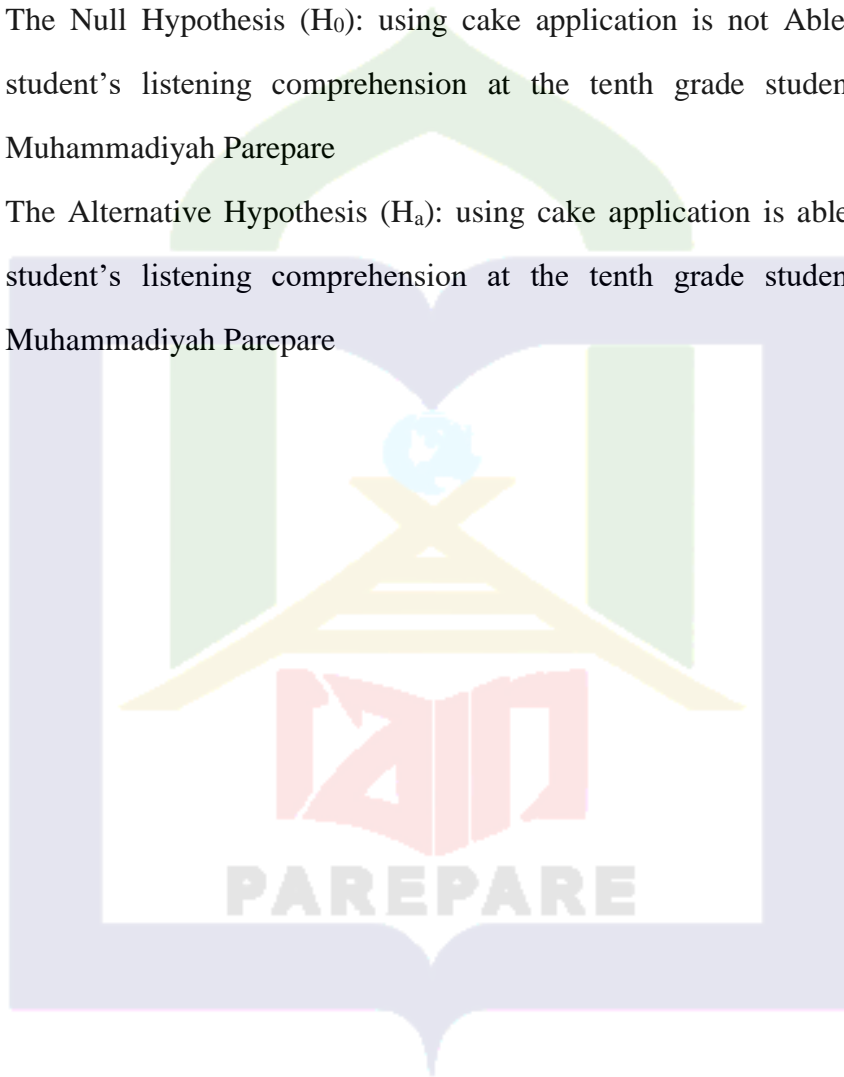 The Null Hypothesis (H₀): using cake application is not Able
student’s listening comprehension at the tenth grade studen
Muhammadiyah Parepare
The Alternative Hypothesis (Hₐ): using cake application is able
student’s listening comprehension at the tenth grade studen
Muhammadiyah Parepare
iain
PAREPARE